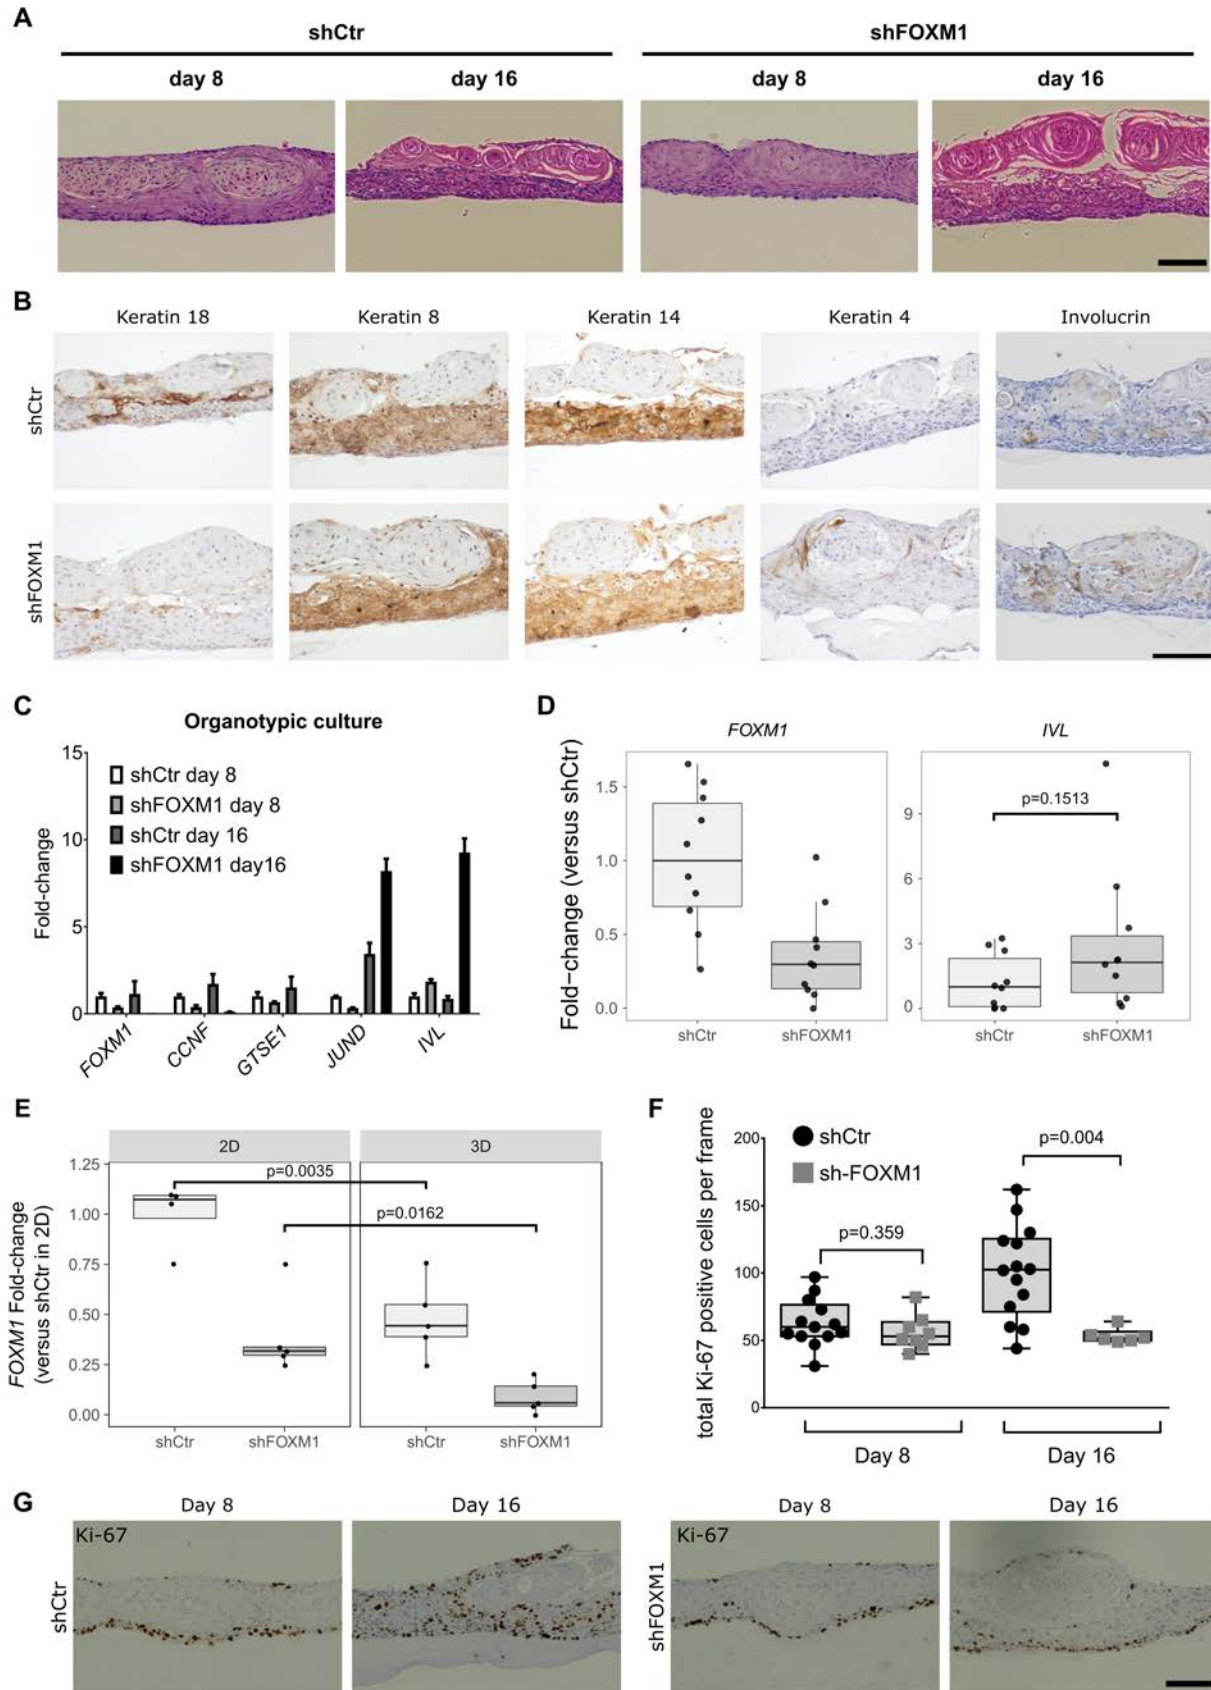 A
shCtr
shFOXM1
day 8
day 16
day 8
day 16
B
Keratin 18
Keratin 8
Keratin 14
Keratin 4
Involucrin
shCtr
shFOXM1
C
Organotypic culture
Fold-change
15
10
5
0
shCtr day 8
shFOXM1 day 8
shCtr day 16
shFOXM1 day16
FOXM1
CCNF
GTSE1
JUND
IVL
D
FOXM1
IVL
Fold-change (versus shCtr)
1.5
1.0
0.5
0.0
9
6
3
0
p=0.1513
shCtr
shFOXM1
shCtr
shFOXM1
E
2D
3D
FOXM1 Fold-change
(versus shCtr in 2D)
1.25
1.00
0.75
0.50
0.25
0.00
p=0.0035
p=0.0162
shCtr
shFOXM1
shCtr
shFOXM1
F
total Ki-67 positive cells per frame
200
150
100
50
0
shCtr
sh-FOXM1
p=0.004
p=0.359
Day 8
Day 16
G
Day 8
Day 16
Day 8
Day 16
Ki-67
Ki-67
shCtr
shFOXM1